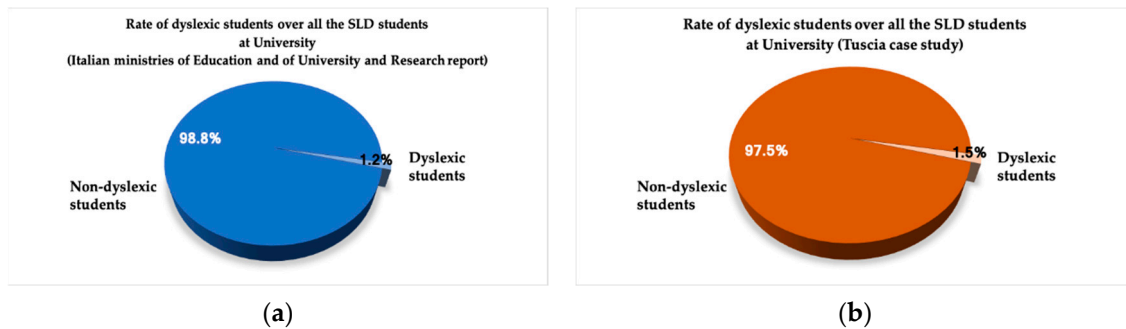 Rate of dyslexic students over all the SLD students
at University
(Italian ministries of Education and of University and Research report)
98.8%
1.2%
Dyslexic
students
Non-dyslexic
students
(a)
Rate of dyslexic students over all the SLD students
at University (Tuscia case study)
97.5%
1.5%
Dyslexic
students
Non-dyslexic
students
(b)